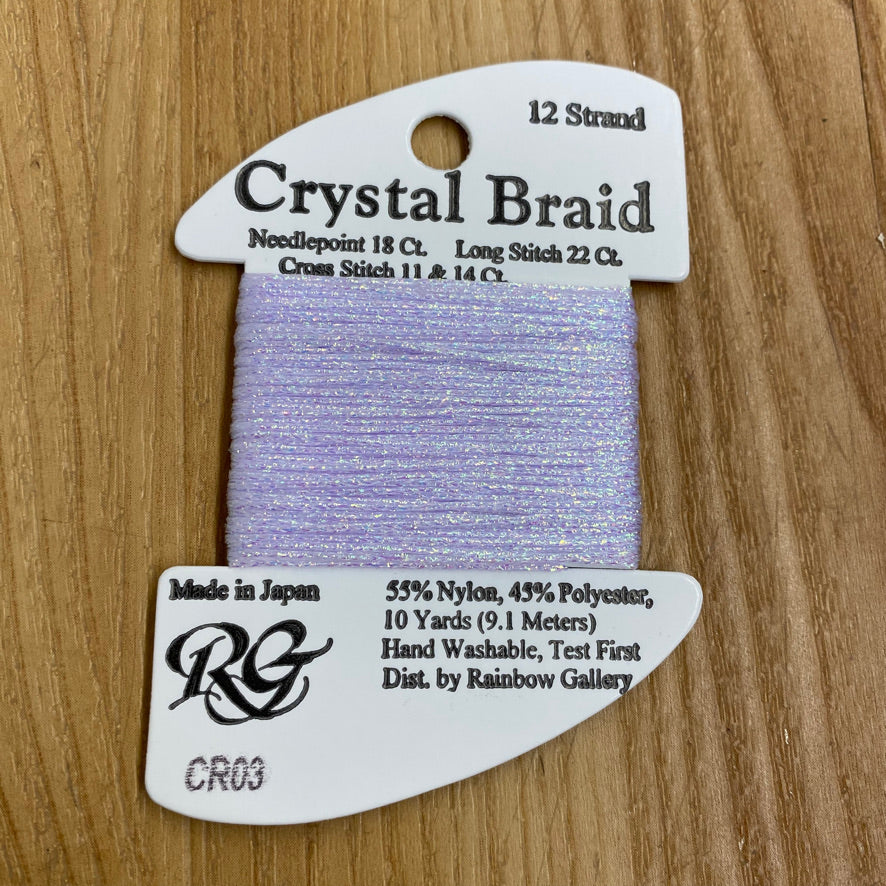 12 Strand
Crystal Braid
Needlepoint 18 Ct. Long Stitch 22 Ct.
Cross Stitch 11 & 14 Ct.
Made in Japan
55% Nylon, 45% Polyester,
10 Yards (9.1 Meters)
Hand Washable, Test First
Dist. by Rainbow Gallery
RG
CR03